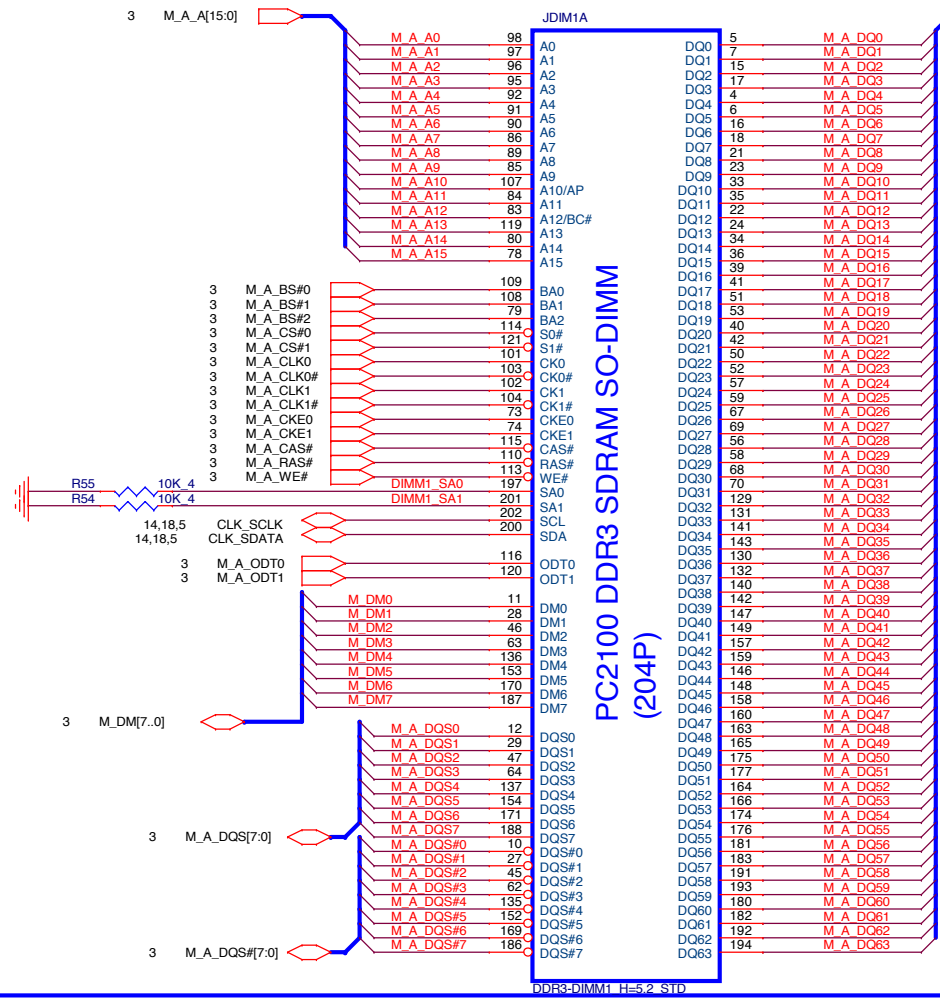 3 M_A_A[15:0] JDIM1A
M_A_A0 98 A0 DQ0 5 M_A_DQ0
M_A_A1 97 A1 DQ1 7 M_A_DQ1
M_A_A2 96 A2 DQ2 15 M_A_DQ2
M_A_A3 95 A3 DQ3 17 M_A_DQ3
M_A_A4 92 A4 DQ4 4 M_A_DQ4
M_A_A5 91 A5 DQ5 6 M_A_DQ5
M_A_A6 90 A6 DQ6 16 M_A_DQ6
M_A_A7 86 A7 DQ7 18 M_A_DQ7
M_A_A8 89 A8 DQ8 21 M_A_DQ8
M_A_A9 85 A9 DQ9 23 M_A_DQ9
M_A_A10 107 A10/AP DQ10 33 M_A_DQ10
M_A_A11 84 A11 DQ11 35 M_A_DQ11
M_A_A12 83 A12/BC# DQ12 22 M_A_DQ12
M_A_A13 119 A13 DQ13 24 M_A_DQ13
M_A_A14 80 A14 DQ14 34 M_A_DQ14
M_A_A15 78 A15 DQ15 36 M_A_DQ15
DQ16 39 M_A_DQ16
3 M_A_BS#0 109 BA0 DQ17 41 M_A_DQ17
3 M_A_BS#1 108 BA1 DQ18 51 M_A_DQ18
3 M_A_BS#2 79 BA2 DQ19 53 M_A_DQ19
3 M_A_CS#0 114 S0# DQ20 40 M_A_DQ20
3 M_A_CS#1 121 S1# DQ21 42 M_A_DQ21
3 M_A_CLK0 101 CK0 DQ22 50 M_A_DQ22
3 M_A_CLK0# 103 CK0# DQ23 52 M_A_DQ23
3 M_A_CLK1 102 CK1 DQ24 57 M_A_DQ24
3 M_A_CLK1# 104 CK1# DQ25 59 M_A_DQ25
3 M_A_CKE0 73 CKE0 DQ26 67 M_A_DQ26
3 M_A_CKE1 74 CKE1 DQ27 69 M_A_DQ27
3 M_A_CAS# 115 CAS# DQ28 56 M_A_DQ28
3 M_A_RAS# 110 RAS# DQ29 58 M_A_DQ29
3 M_A_WE# 113 WE# DQ30 68 M_A_DQ30
R55 10K_4 DIMM1_SA0 197 SA0 DQ31 70 M_A_DQ31
R54 10K_4 DIMM1_SA1 201 SA1 DQ32 129 M_A_DQ32
14,18,5 CLK_SCLK 202 SCL DQ33 131 M_A_DQ33
14,18,5 CLK_SDATA 200 SDA DQ34 141 M_A_DQ34
DQ35 143 M_A_DQ35
3 M_A_ODT0 116 ODT0 DQ36 130 M_A_DQ36
3 M_A_ODT1 120 ODT1 DQ37 132 M_A_DQ37
DQ38 140 M_A_DQ38
M_DM0 11 DM0 DQ39 142 M_A_DQ39
M_DM1 28 DM1 DQ40 147 M_A_DQ40
M_DM2 46 DM2 DQ41 149 M_A_DQ41
M_DM3 63 DM3 DQ42 157 M_A_DQ42
M_DM4 136 DM4 DQ43 159 M_A_DQ43
M_DM5 153 DM5 DQ44 146 M_A_DQ44
M_DM6 170 DM6 DQ45 148 M_A_DQ45
M_DM7 187 DM7 DQ46 158 M_A_DQ46
3 M_DM[7..0] DQ47 160 M_A_DQ47
M_A_DQS0 12 DQS0 DQ48 163 M_A_DQ48
M_A_DQS1 29 DQS1 DQ49 165 M_A_DQ49
M_A_DQS2 47 DQS2 DQ50 175 M_A_DQ50
M_A_DQS3 64 DQS3 DQ51 177 M_A_DQ51
M_A_DQS4 137 DQS4 DQ52 164 M_A_DQ52
M_A_DQS5 154 DQS5 DQ53 166 M_A_DQ53
M_A_DQS6 171 DQS6 DQ54 174 M_A_DQ54
3 M_A_DQS[7:0] M_A_DQS7 188 DQS7 DQ55 176 M_A_DQ55
M_A_DQS#0 10 DQS#0 DQ56 181 M_A_DQ56
M_A_DQS#1 27 DQS#1 DQ57 183 M_A_DQ57
M_A_DQS#2 45 DQS#2 DQ58 191 M_A_DQ58
M_A_DQS#3 62 DQS#3 DQ59 193 M_A_DQ59
M_A_DQS#4 135 DQS#4 DQ60 180 M_A_DQ60
M_A_DQS#5 152 DQS#5 DQ61 182 M_A_DQ61
M_A_DQS#6 169 DQS#6 DQ62 192 M_A_DQ62
3 M_A_DQS#[7:0] M_A_DQS#7 186 DQS#7 DQ63 194 M_A_DQ63
PC2100 DDR3 SDRAM SO-DIMM
(204P)
DDR3-DIMM1_H=5.2_STD